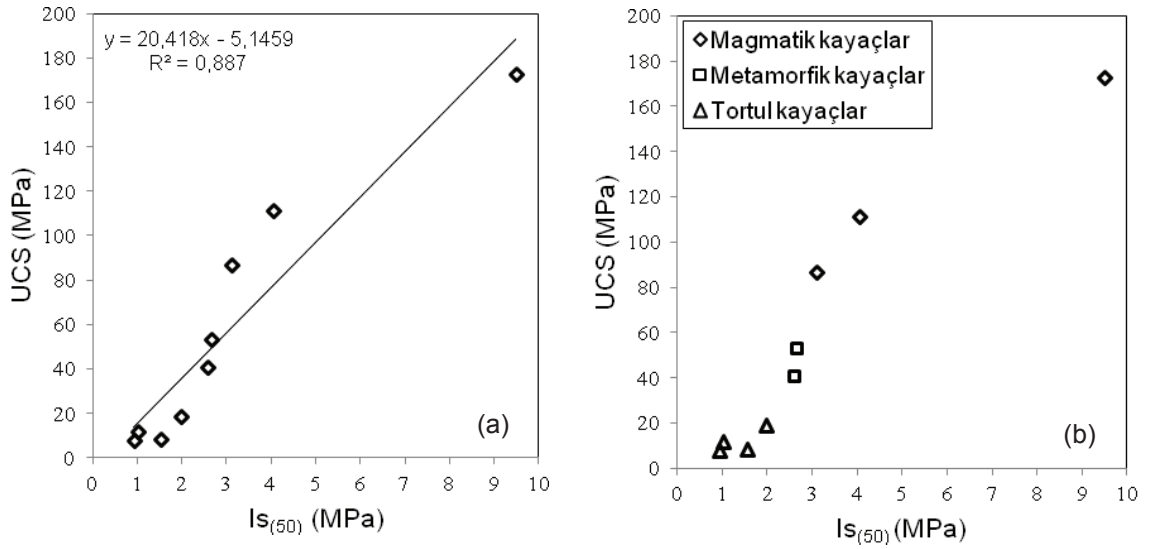 200
180
160
140
120
100
80
60
40
20
0
UCS (MPa)
y = 20,418x - 5,1459
R² = 0,887
(a)
0 1 2 3 4 5 6 7 8 9 10
Is(50) (MPa)
200
180
160
140
120
100
80
60
40
20
0
UCS (MPa)
Magmatik kayaçlar
Metamorfik kayaçlar
Tortul kayaçlar
(b)
0 1 2 3 4 5 6 7 8 9 10
Is(50) (MPa)